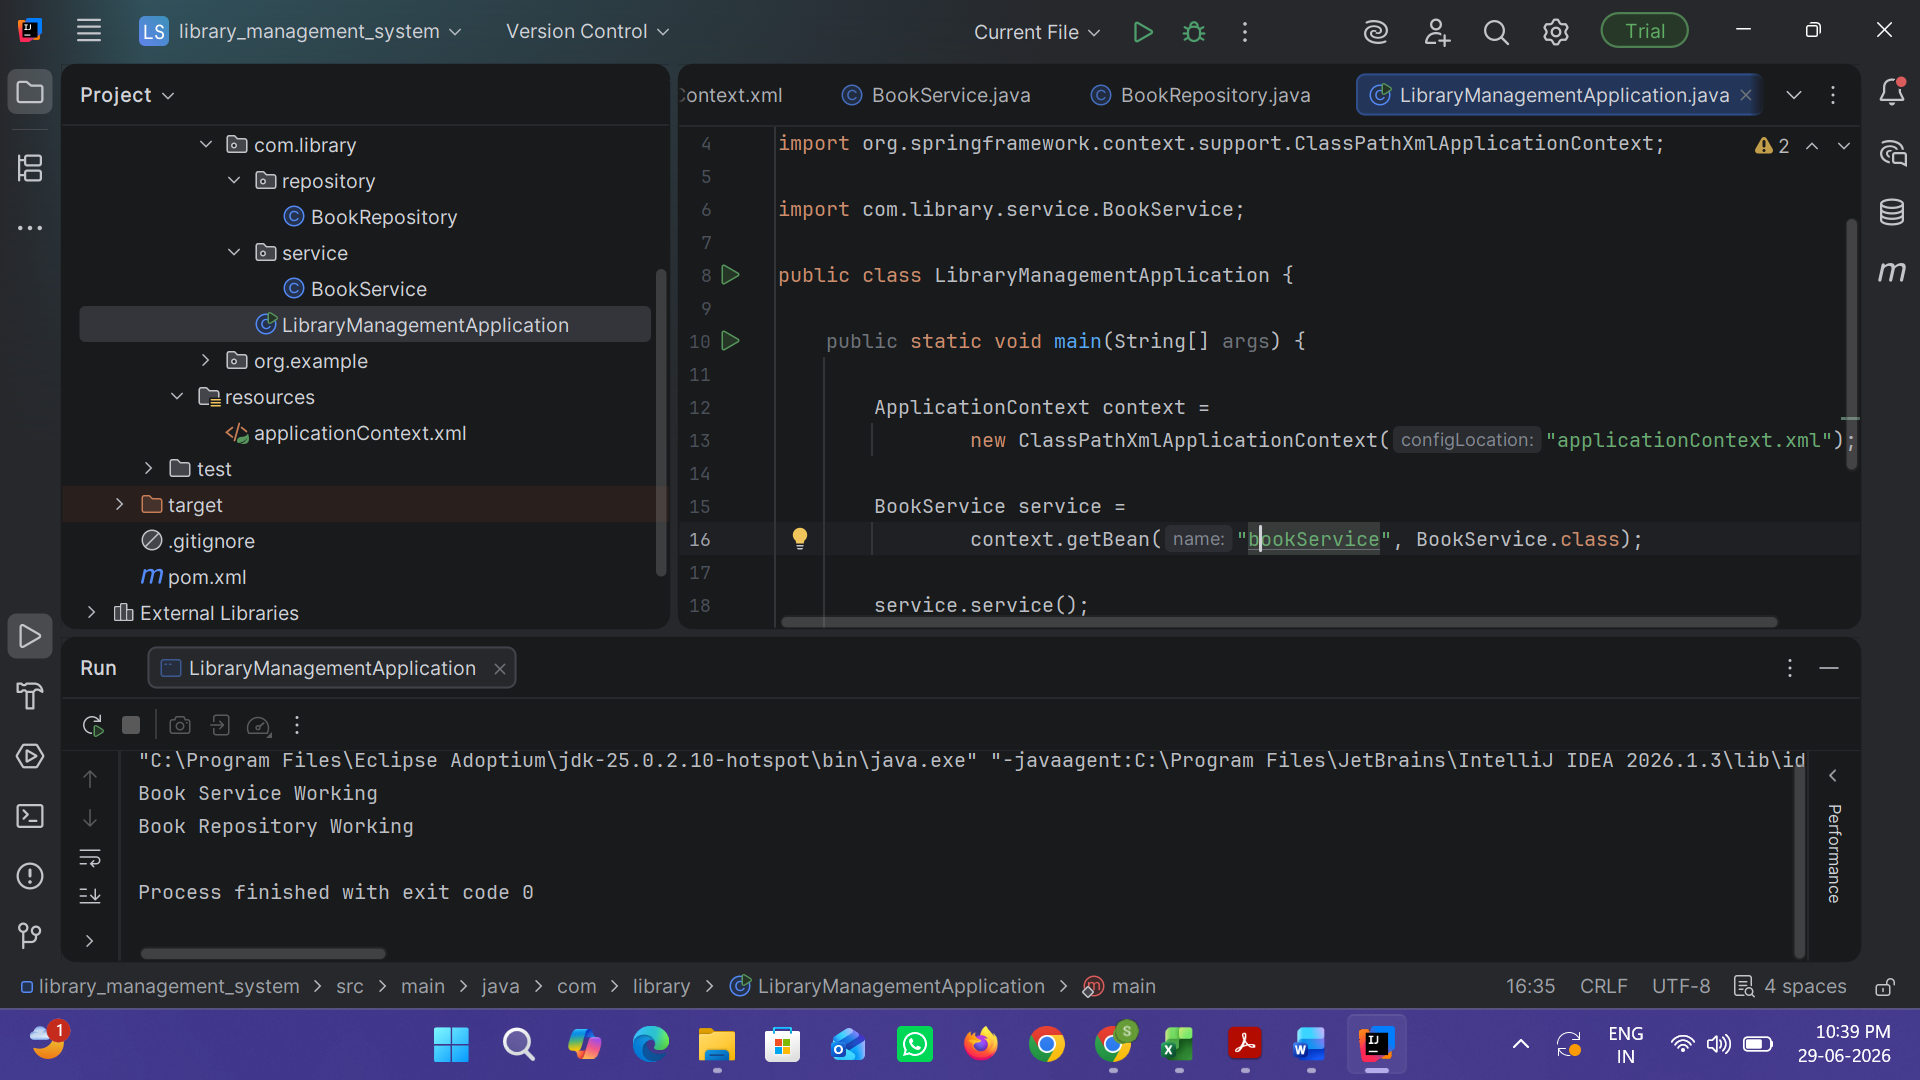 LS library_management_system Version Control Current File Trial
Project
com.library
repository
BookRepository
service
BookService
LibraryManagementApplication
org.example
resources
applicationContext.xml
test
target
.gitignore
m pom.xml
External Libraries
Context.xml BookService.java BookRepository.java LibraryManagementApplication.java
2
4 import org.springframework.context.support.ClassPathXmlApplicationContext;
5
6 import com.library.service.BookService;
7
8 public class LibraryManagementApplication {
9
10 public static void main(String[] args) {
11
12 ApplicationContext context =
13 new ClassPathXmlApplicationContext( configLocation: "applicationContext.xml");
14
15 BookService service =
16 context.getBean( name: "bookService", BookService.class);
17
18 service.service();
m
Run LibraryManagementApplication
"C:\Program Files\Eclipse Adoptium\jdk-25.0.2.10-hotspot\bin\java.exe" "-javaagent:C:\Program Files\JetBrains\IntelliJ IDEA 2026.1.3\lib\id
Book Service Working
Book Repository Working
Process finished with exit code 0
Performance
library_management_system > src > main > java > com > library > LibraryManagementApplication > main 16:35 CRLF UTF-8 4 spaces
1
S
ENG
IN
10:39 PM
29-06-2026